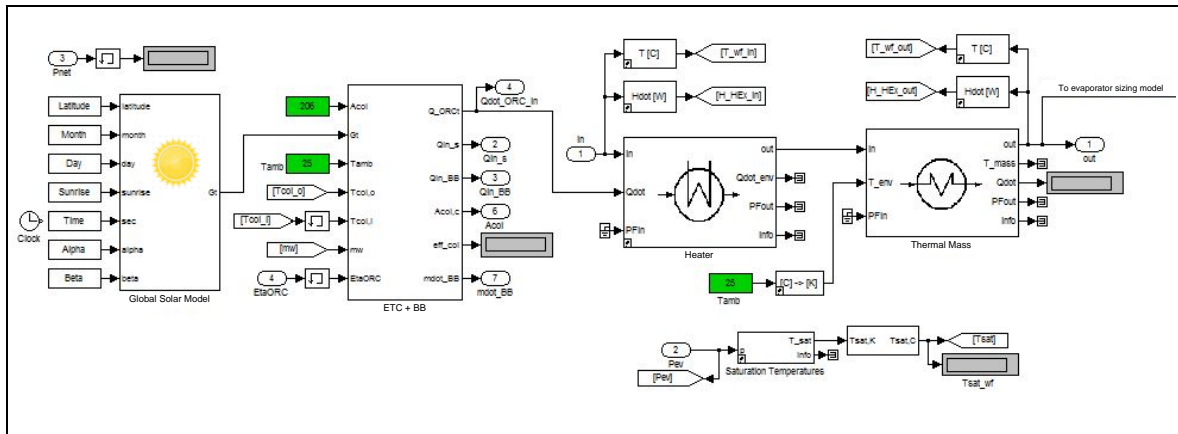 3
Pnet
Latitude
Month
Day
Sunrise
Time
Alpha
Beta
Clock
latitude
month
day
sunrise
sec
alpha
beta
Gt
Global Solar Model
206
Tamb
25
[Tcol_o]
[Tcol_i]
[mw]
4
EtaORC
Acol
Gt
Tamb
Tcol,o
Tcol,i
mw
EtaORC
Q_ORCt
Qin_s
Qin_BB
Acol,c
eff_col
mdot_BB
ETC + BB
4
Qdot_ORC_in
2
Qin_s
3
Qin_BB
6
Acol
7
mdot_BB
T [C]
[T_wf_in]
Hdot [W]
[H_HEx_in]
in
1
in
Qdot
PFin
out
Qdot_env
PFout
Info
Heater
Tamb
25
[C] -> [K]
[T_wf_out]
T [C]
[H_HEx_out]
Hdot [W]
To evaporator sizing model
in
T_env
PFin
out
T_mass
Qdot
PFout
Info
Thermal Mass
1
out
2
Pev
[Pev]
p
T_sat
Info
Saturation Temperatures
Tsat,K
Tsat,C
[Tsat]
Tsat_wf